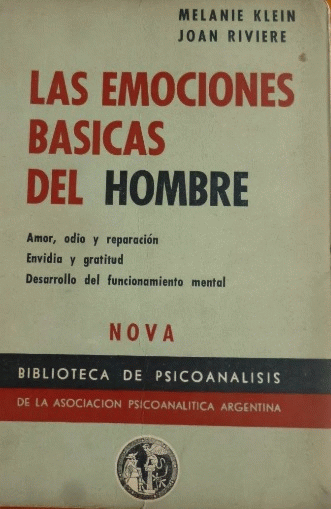 MELANIE KLEIN
JOAN RIVIERE
LAS EMOCIONES
BASICAS
DEL HOMBRE
Amor, odio y reparación
Envidia y gratitud
Desarrollo del funcionamiento mental
NOVA
BIBLIOTECA DE PSICOANALISIS
DE LA ASOCIACION PSICOANALITICA ARGENTINA